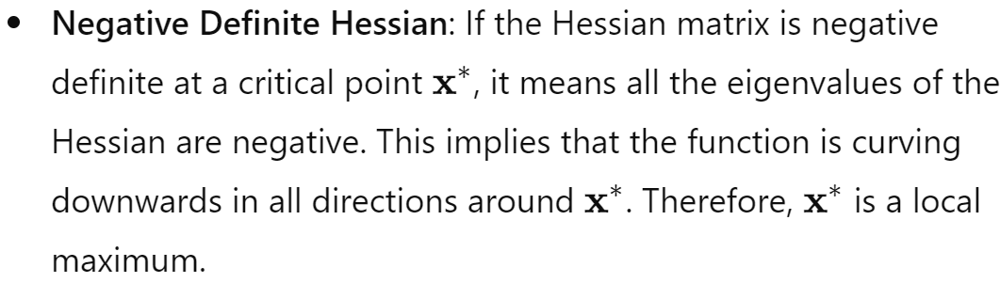 • Negative Definite Hessian: If the Hessian matrix is negative
definite at a critical point x*, it means all the eigenvalues of the
Hessian are negative. This implies that the function is curving
downwards in all directions around x*. Therefore, x* is a local
maximum.